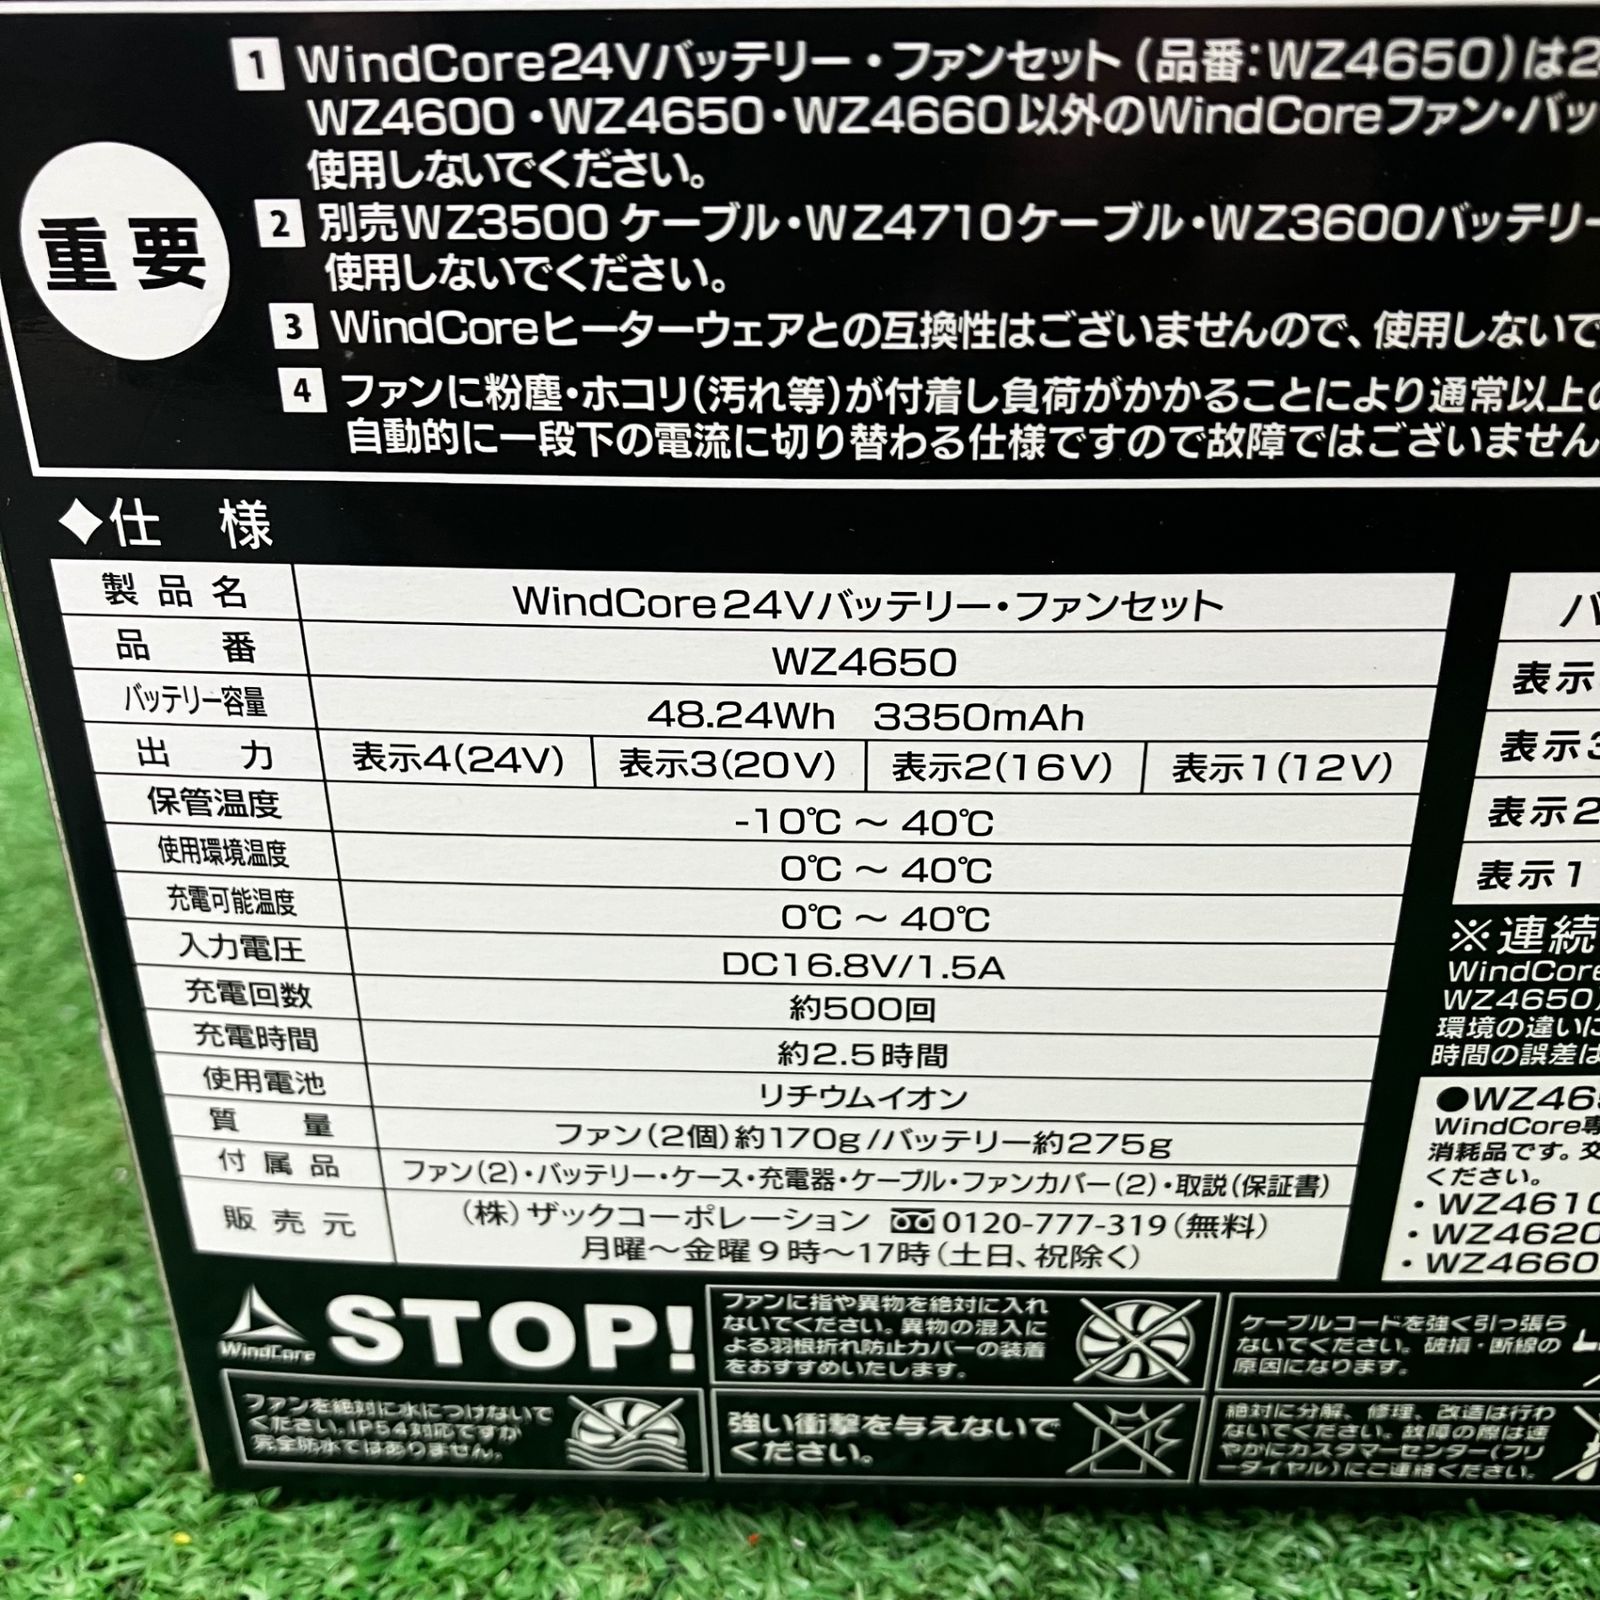 重要
1 WindCore24Vバッテリー・ファンセット(品番:WZ4650)は2
WZ4600・WZ4650・WZ4660以外のWindCoreファン・バッ
使用しないでください。
2 別売WZ3500ケーブル・WZ4710ケーブル・WZ3600バッテリー
使用しないでください。
3 WindCoreヒーターウェアとの互換性はございませんので、使用しないで
4 ファンに粉塵・ホコリ(汚れ等)が付着し負荷がかかることにより通常以上の
自動的に一段下の電流に切り替わる仕様ですので故障ではございません
◆仕様
製品名 WindCore24Vバッテリー・ファンセット
品番 WZ4650
バッテリー容量 48.24Wh 3350mAh
出力 表示4(24V) 表示3(20V) 表示2(16V) 表示1(12V)
保管温度 -10℃ ～ 40℃
使用環境温度 0℃ ～ 40℃
充電可能温度 0℃ ～ 40℃
入力電圧 DC16.8V/1.5A
充電回数 約500回
充電時間 約2.5時間
使用電池 リチウムイオン
質量 ファン(2個)約170g/バッテリー約275g
付属品 ファン(2)・バッテリー・ケース・充電器・ケーブル・ファンカバー(2)・取説(保証書)
販売元 (株)ザックコーポレーション 0120-777-319(無料)
月曜～金曜9時～17時(土日、祝除く)
バ
表示
表示3
表示2
表示1
※連続
WindCore
WZ4650)
環境の違いに
時間の誤差は
●WZ465
WindCore専
消耗品です。交
ください。
・WZ4610
・WZ4620
・WZ4660
WindCore
STOP!
ファンに指や異物を絶対に入れ
ないでください。異物の混入に
よる羽根折れ防止カバーの装着
をおすすめいたします。
ケーブルコードを強く引っ張ら
ないでください。破損・断線の
原因になります。
ファンを絶対に水につけないで
ください。IP54対応ですが
完全防水ではありません。
強い衝撃を与えないで
ください。
絶対に分解、修理、改造は行わ
ないでください。故障の際は速
やかにカスタマーセンター(フリ
ーダイヤル)にご連絡ください。